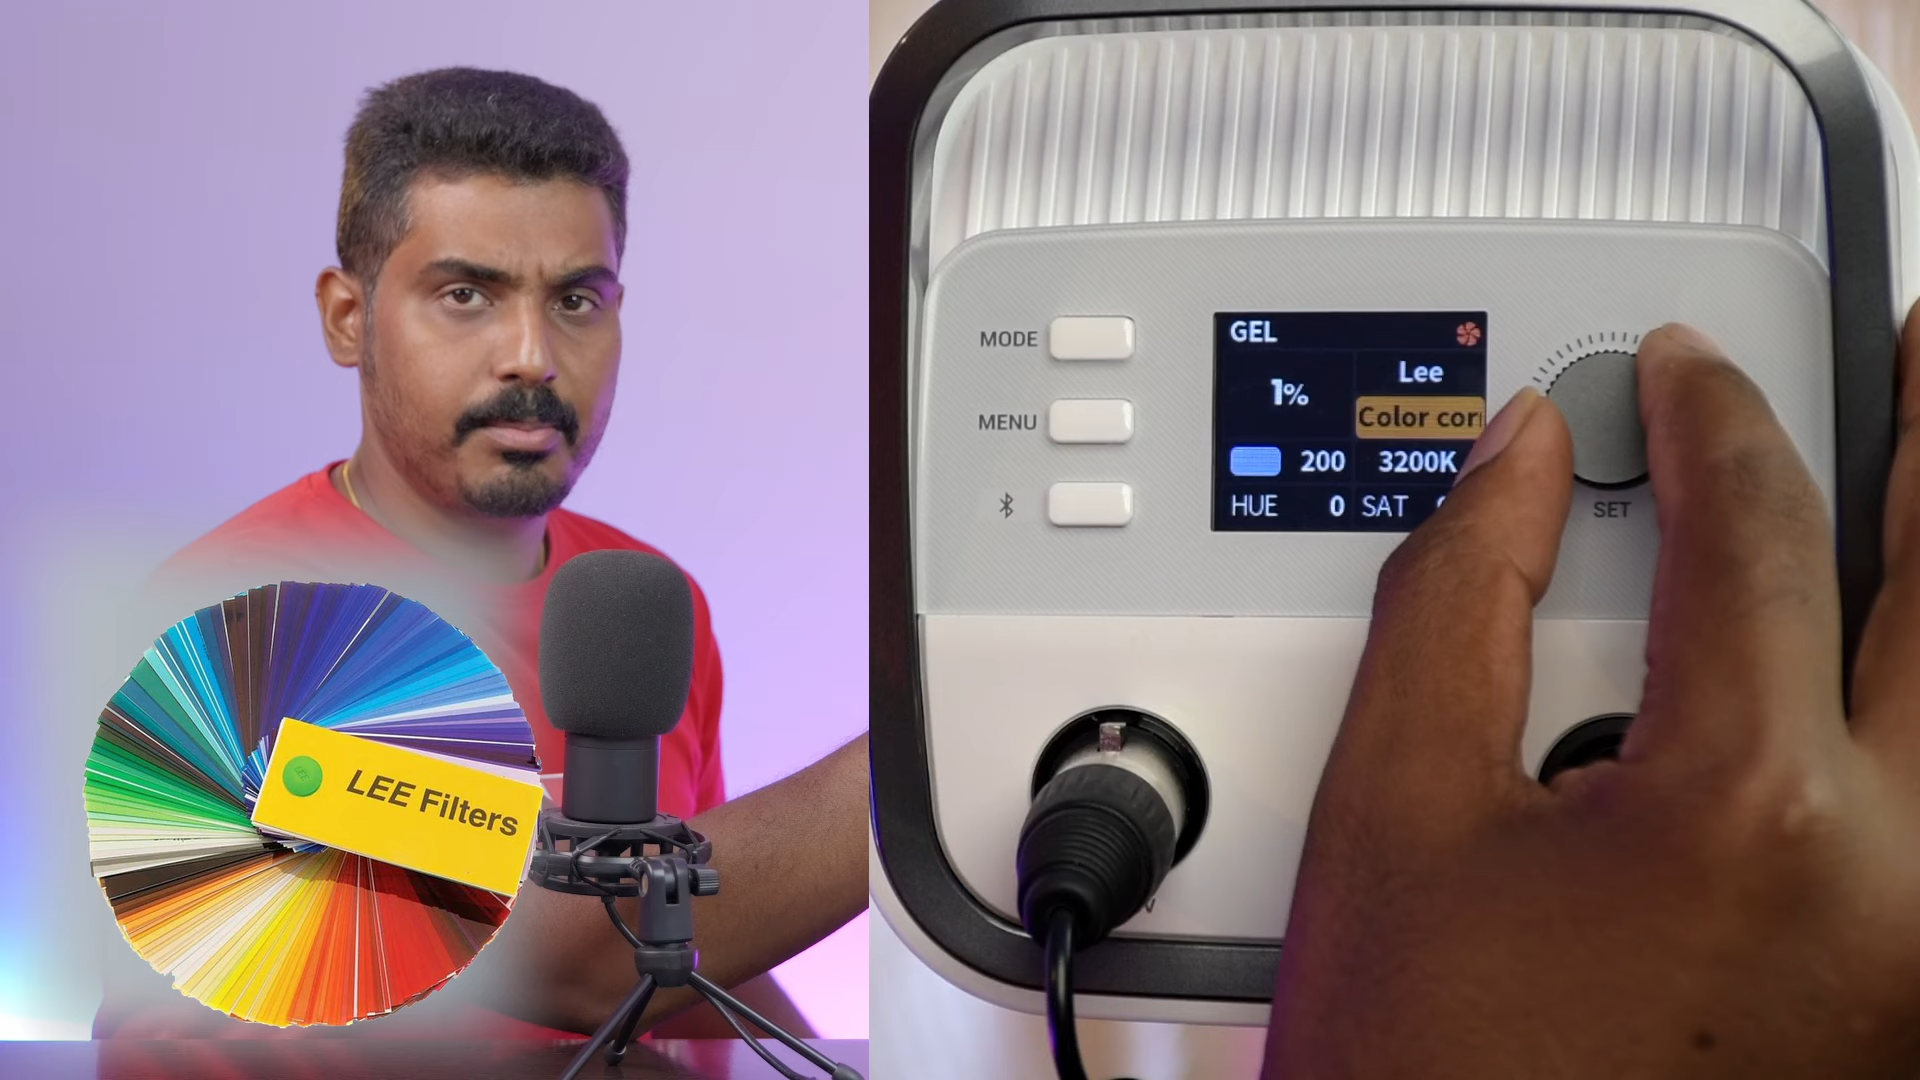 LEE Filters
MODE
MENU
GEL
1%
Lee
Color cor
200
3200K
HUE 0
SAT
SET